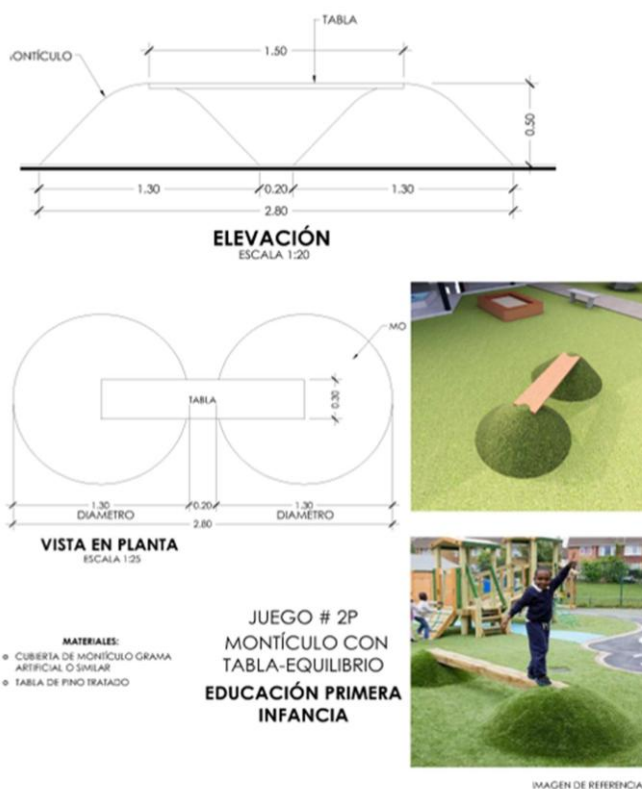 TABLA
1.50
ONTÍCULO
0.50
1.30
0.20
1.30
2.80
ELEVACIÓN
ESCALA 1:20
MO
TABLA
0.30
1.30
0.20
1.30
DIAMETRO
DIAMETRO
2.80
VISTA EN PLANTA
ESCALA 1:25
JUEGO # 2P
MONTÍCULO CON
TABLA-EQUILIBRIO
EDUCACIÓN PRIMERA
INFANCIA
MATERIALES:
CUBIERTA DE MONTÍCULO GRAMA
ARTIFICIAL O SIMILAR
TABLA DE PINO TRATADO
IMAGEN DE REFERENCIA